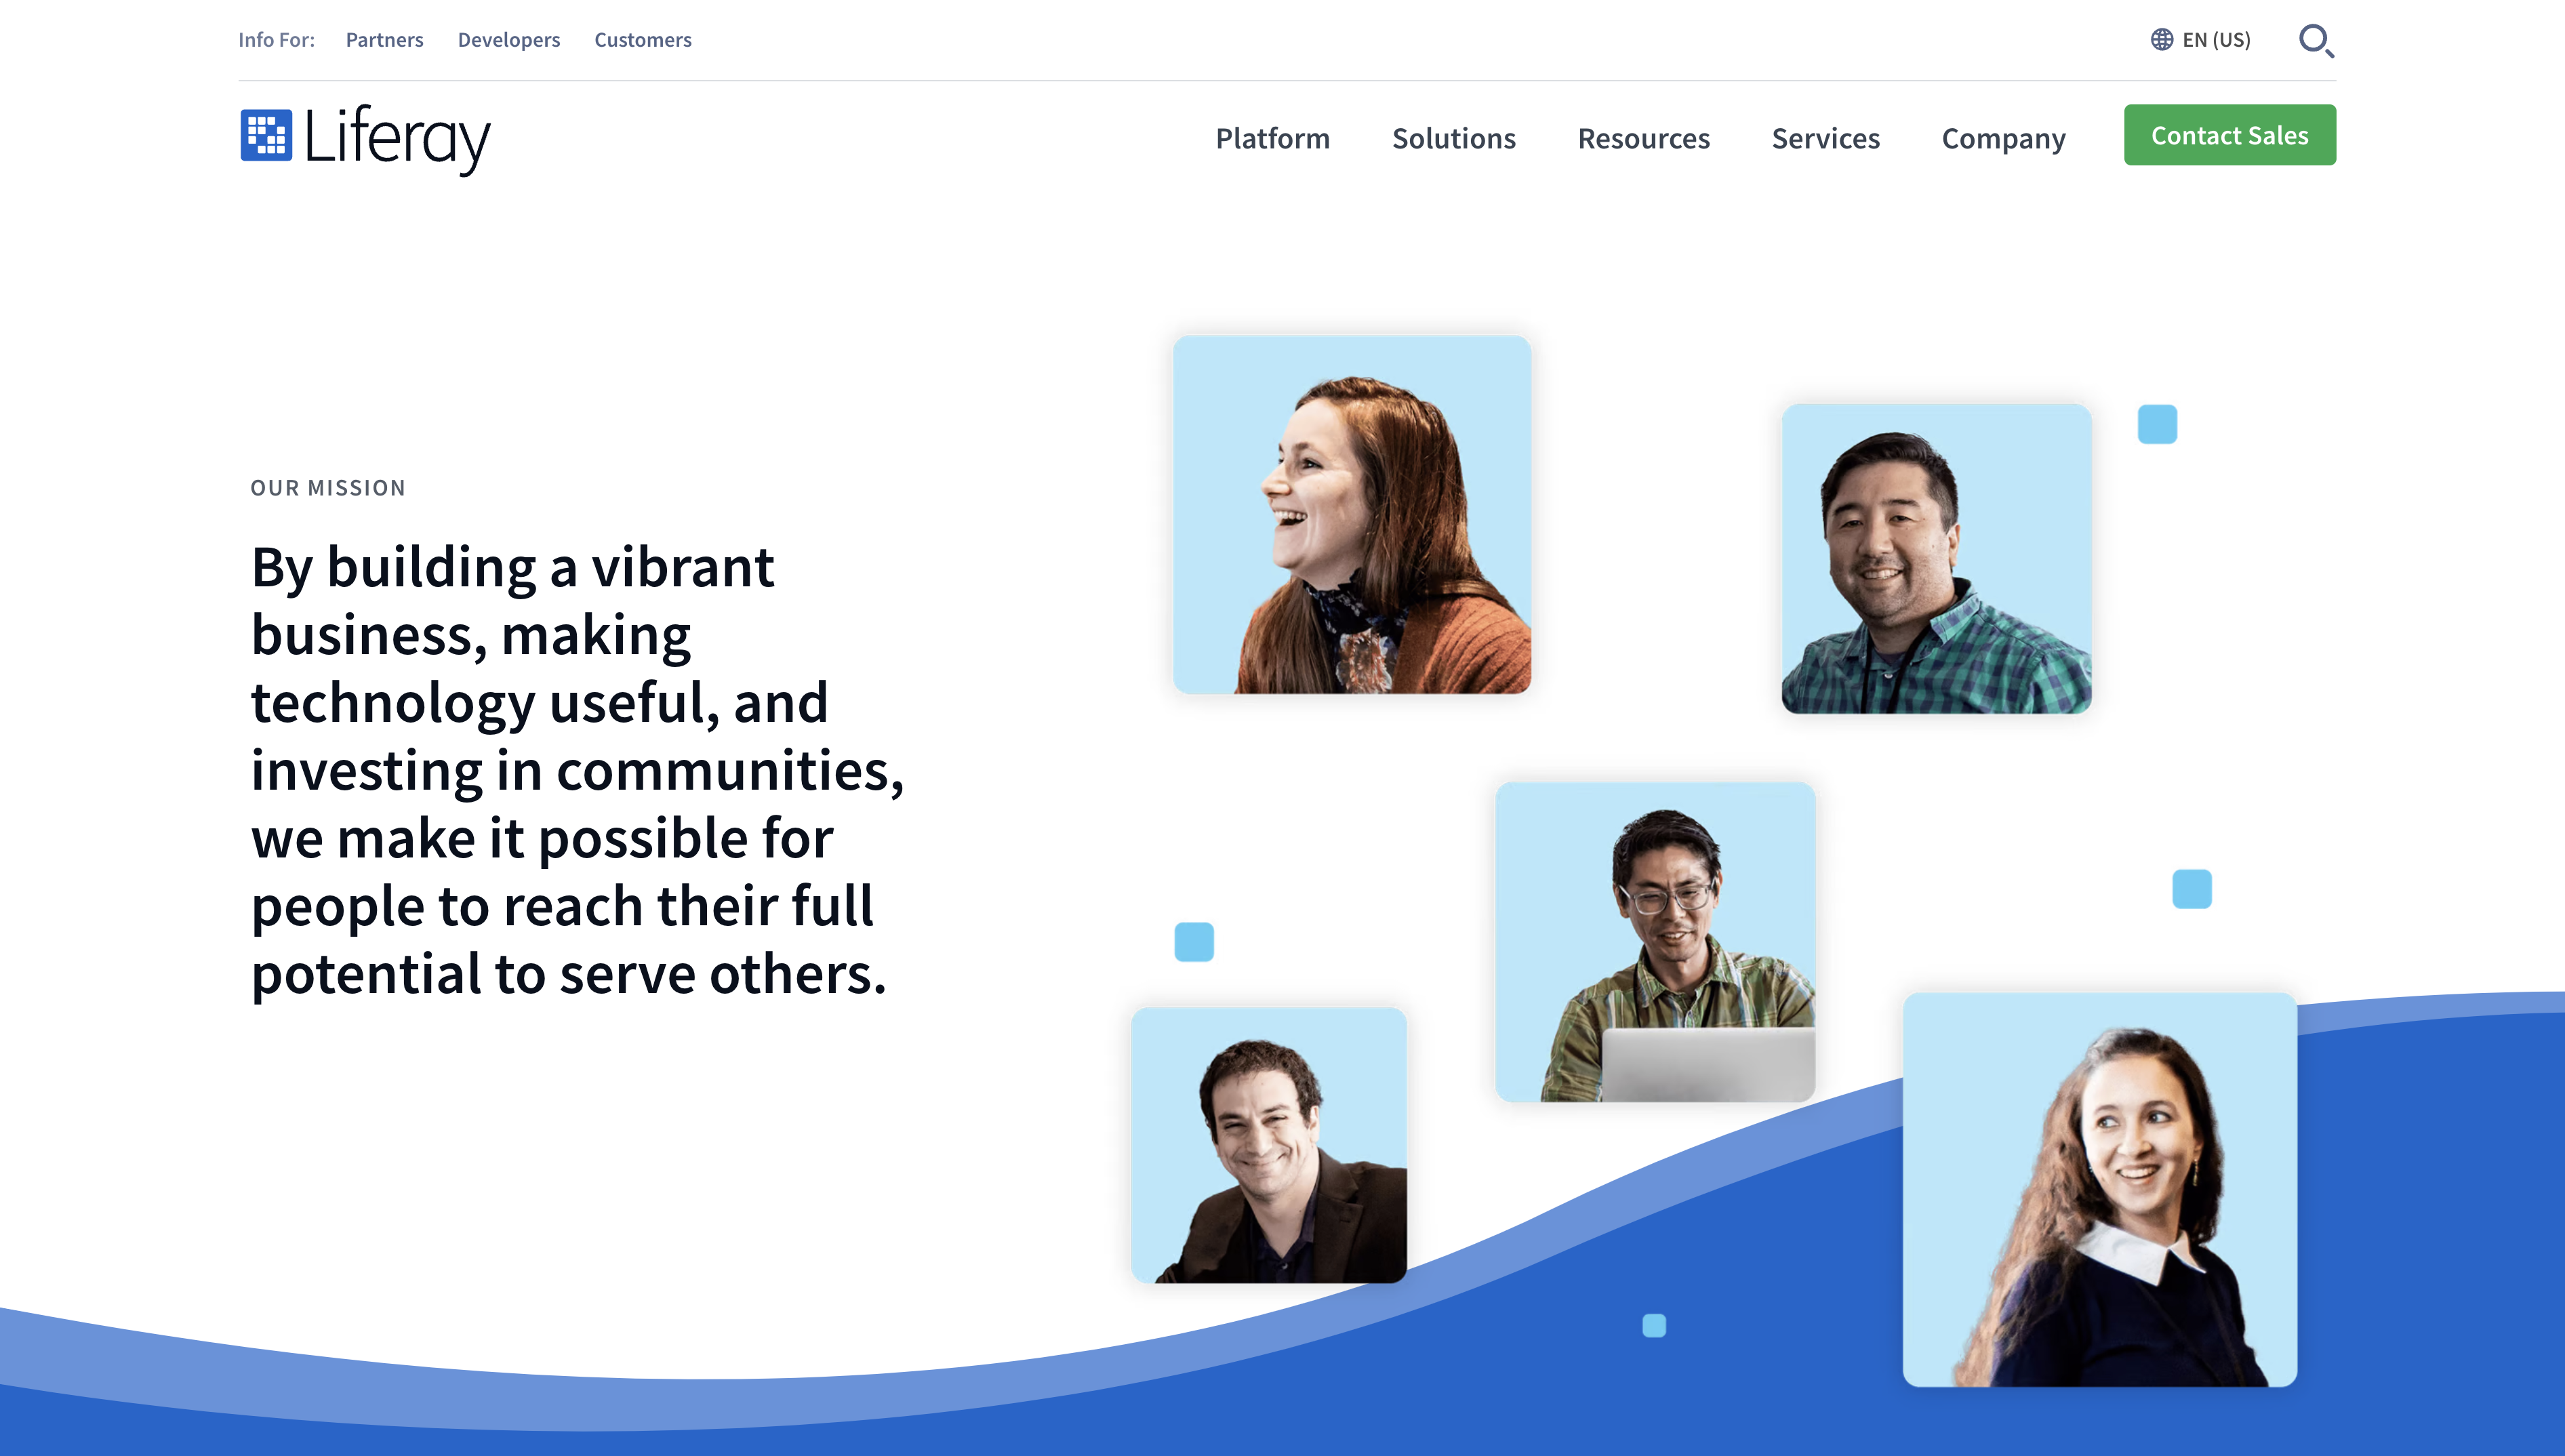 Info For: Partners Developers Customers EN (US)
Liferay Platform Solutions Resources Services Company Contact Sales
OUR MISSION
By building a vibrant
business, making
technology useful, and
investing in communities,
we make it possible for
people to reach their full
potential to serve others.